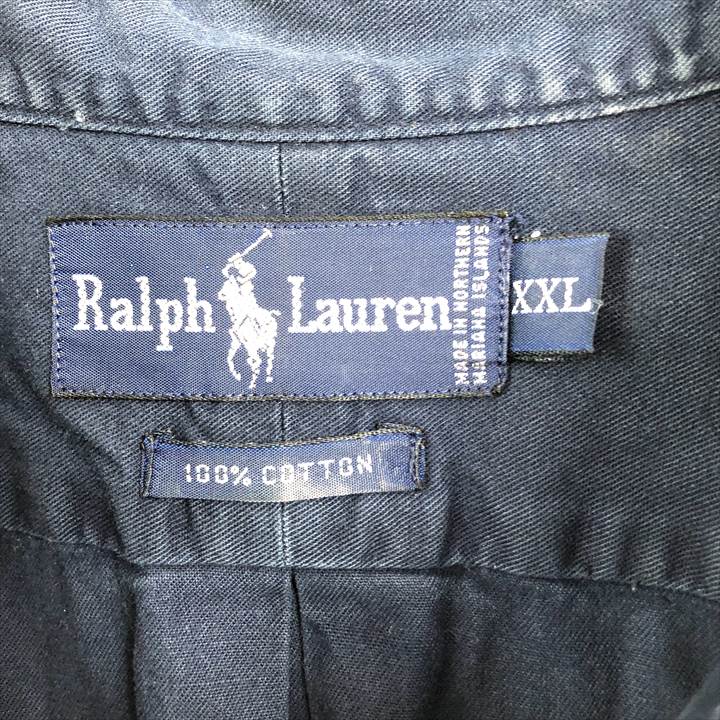 Ralph Lauren
MADE IN NORTHERN
MARIANA ISLANDS
XXL
100% COTTON